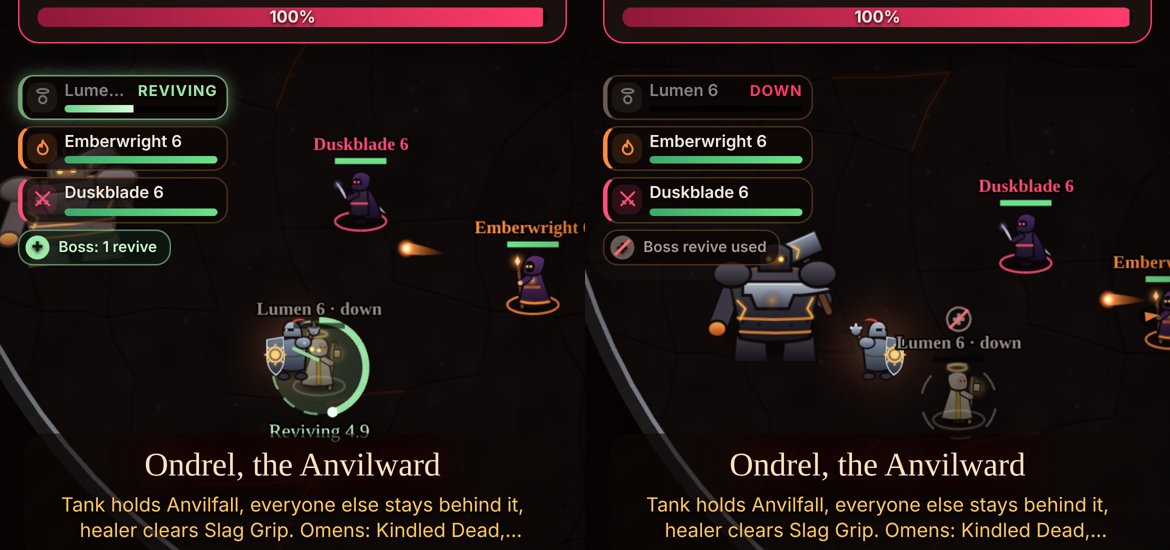 100%
Lume... REVIVING
Emberwright 6
Duskblade 6
Boss: 1 revive
Duskblade 6
Emberwright
Lumen 6 · down
Reviving 4.9
Ondrel, the Anvilward
Tank holds Anvilfall, everyone else stays behind it,
healer clears Slag Grip. Omens: Kindled Dead,...
100%
Lumen 6 DOWN
Emberwright 6
Duskblade 6
Boss revive used
Duskblade 6
Emberw
Lumen 6 · down
Ondrel, the Anvilward
Tank holds Anvilfall, everyone else stays behind it,
healer clears Slag Grip. Omens: Kindled Dead,...